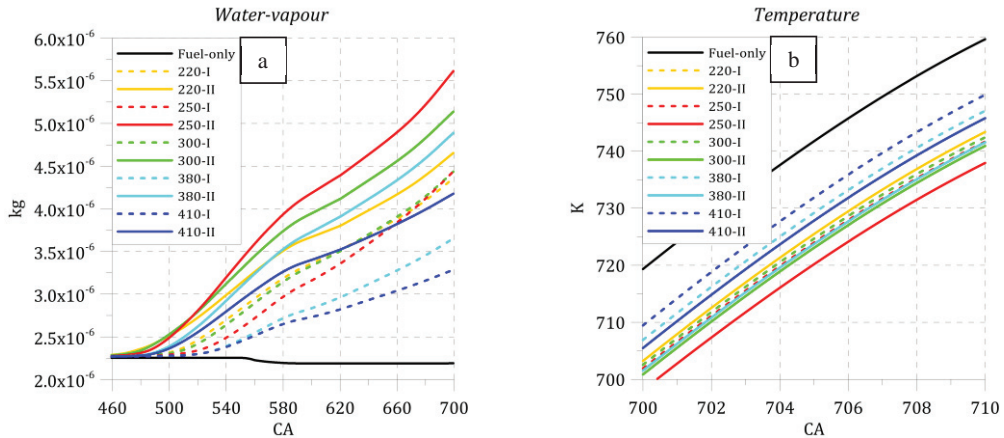 Water-vapour
6.0x10-6
5.5x10-6
5.0x10-6
4.5x10-6
4.0x10-6
3.5x10-6
3.0x10-6
2.5x10-6
2.0x10-6
kg
Fuel-only
220-I
220-II
250-I
250-II
300-I
300-II
380-I
380-II
410-I
410-II
a
460 500 540 580 620 660 700
CA
Temperature
760
750
740
730
720
710
700
K
Fuel-only
220-I
220-II
250-I
250-II
300-I
300-II
380-I
380-II
410-I
410-II
b
700 702 704 706 708 710
CA